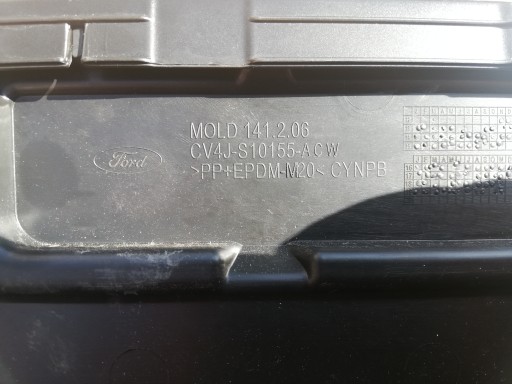 MOLD 141.2.06
Ford
CV4J-S10155-ACW
>PP+EPDM-M20< CYNPB